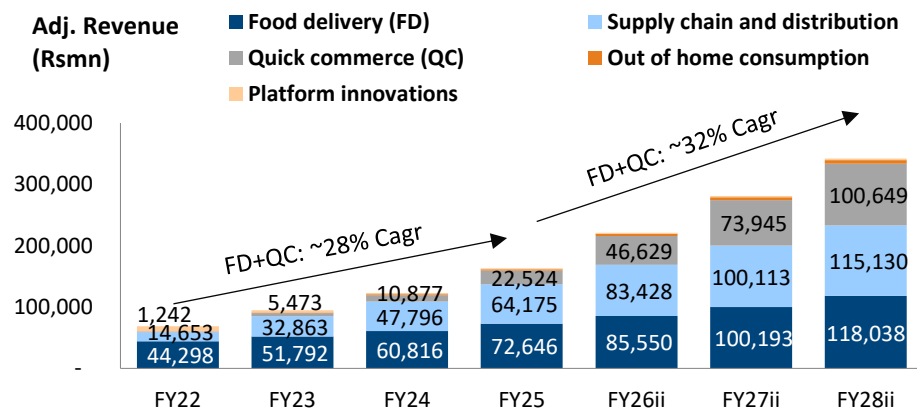 Adj. Revenue
(Rsmn)
Food delivery (FD)
Supply chain and distribution
Quick commerce (QC)
Out of home consumption
Platform innovations
400,000
300,000
200,000
100,000
-
FD+QC: ~28% Cagr
FD+QC: ~32% Cagr
1,242
14,653
44,298
5,473
32,863
51,792
10,877
47,796
60,816
22,524
64,175
72,646
46,629
83,428
85,550
73,945
100,113
100,193
100,649
115,130
118,038
FY22 FY23 FY24 FY25 FY26ii FY27ii FY28ii